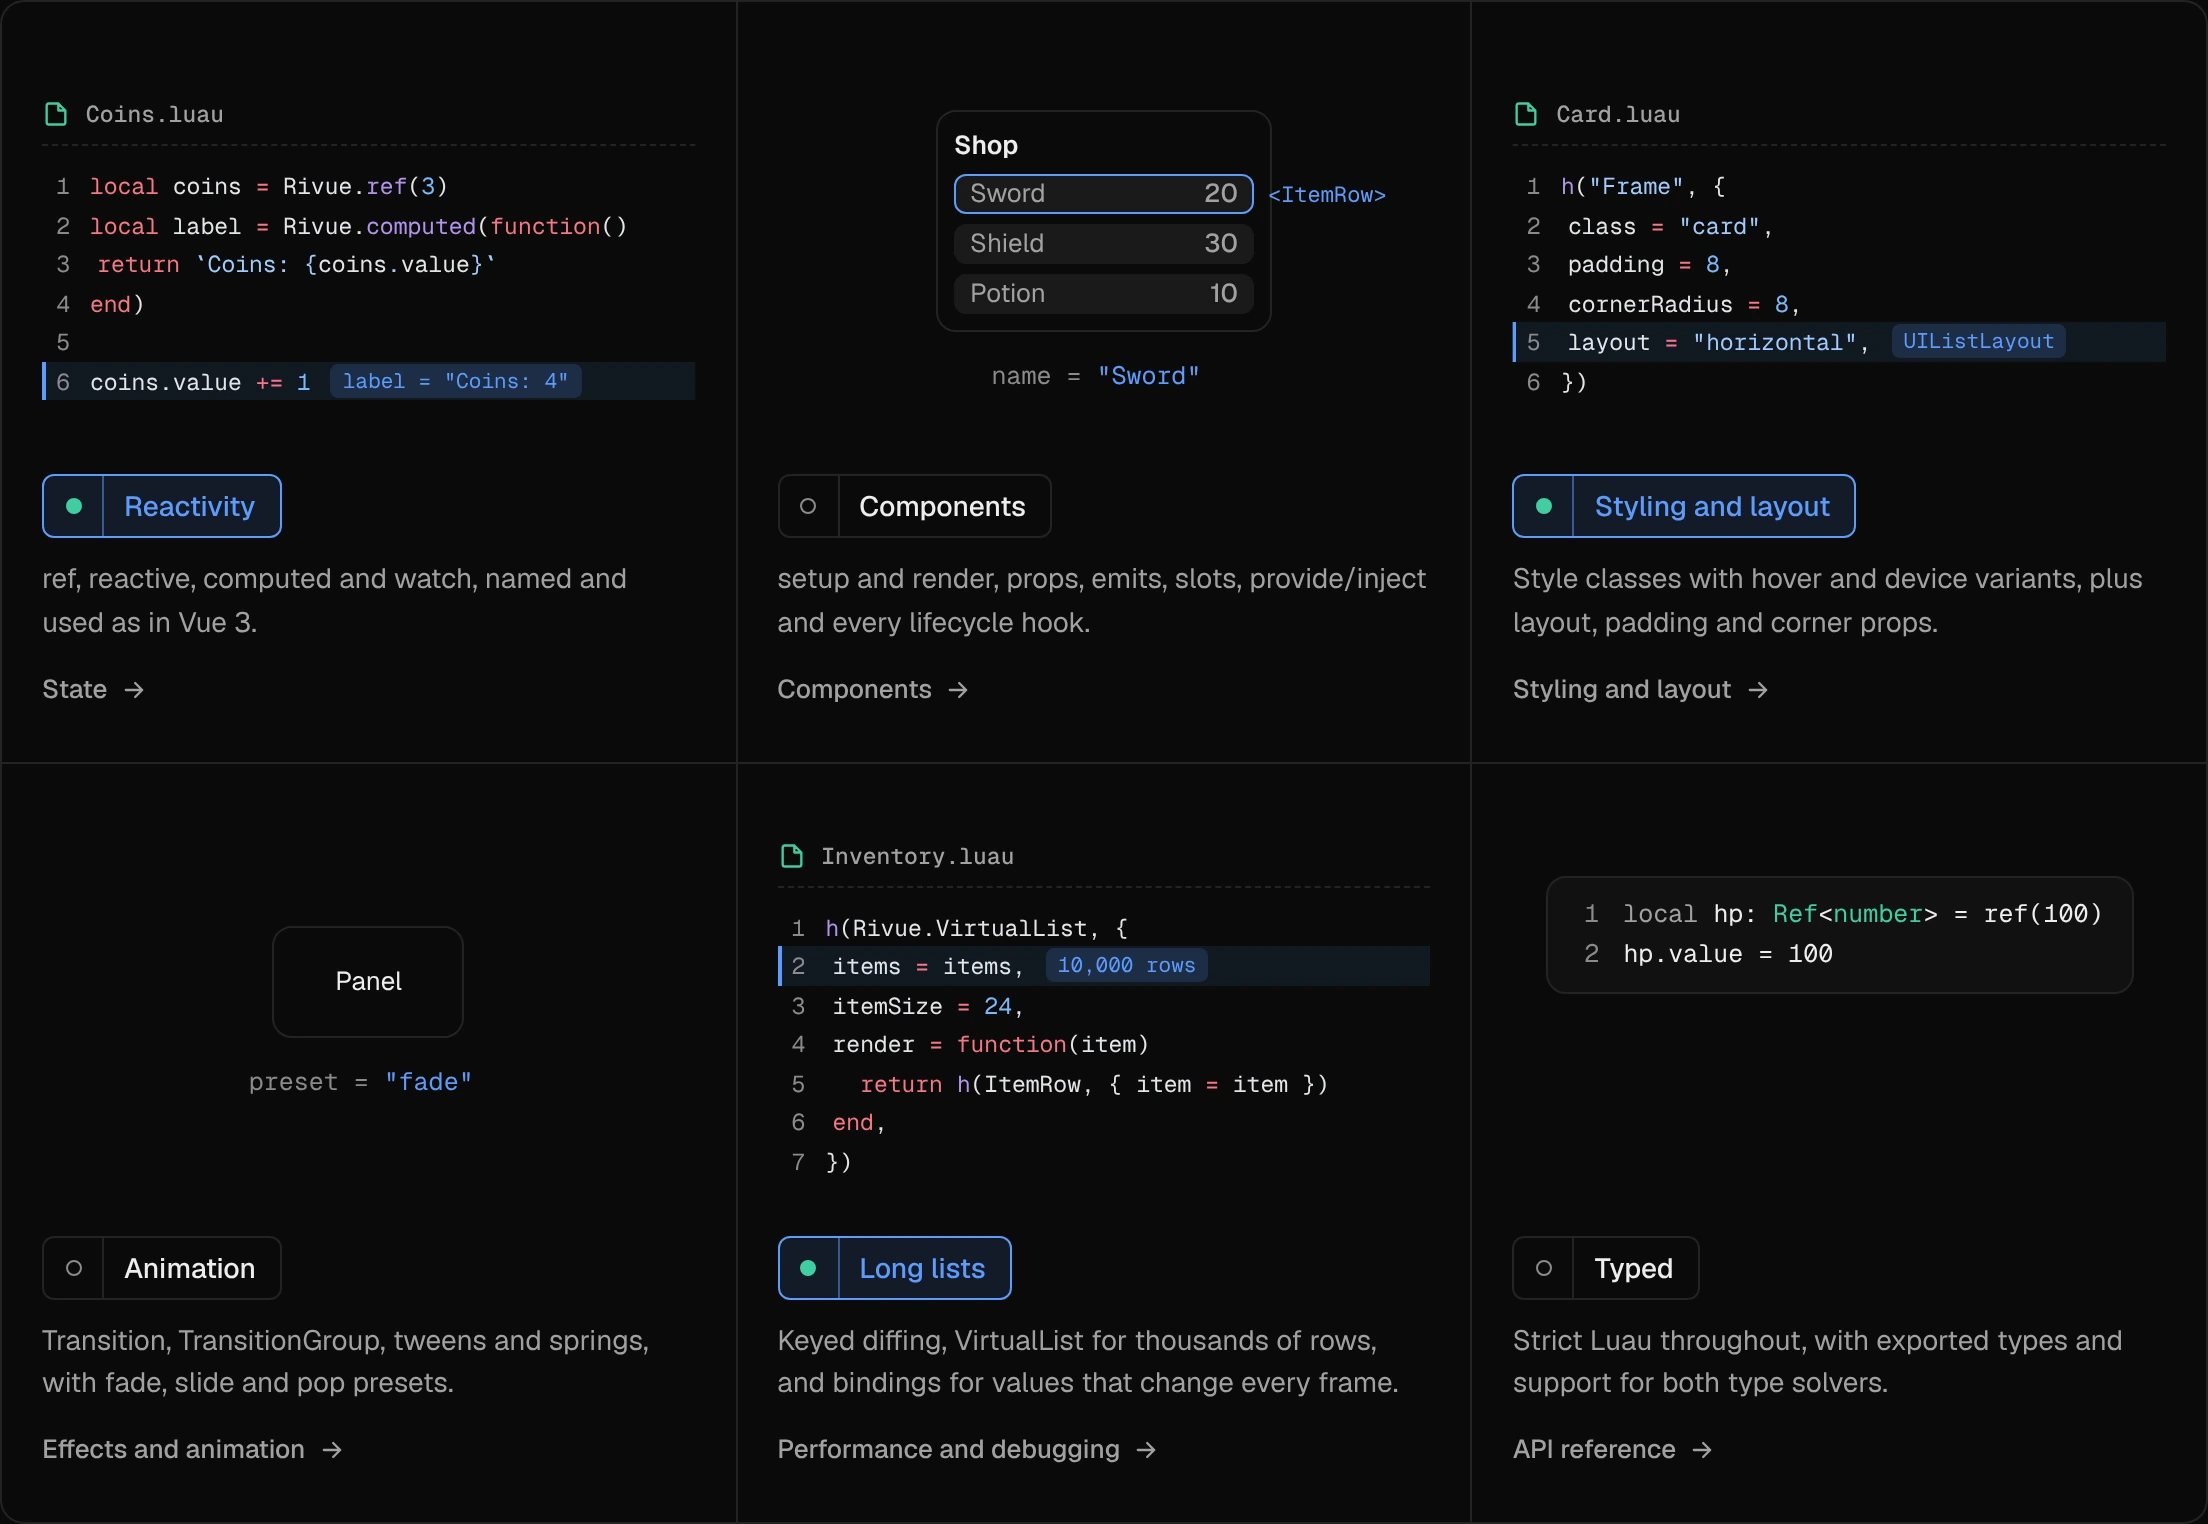 Coins.luau
1 local coins = Rivue.ref(3)
2 local label = Rivue.computed(function()
3 return `Coins: {coins.value}`
4 end)
5
6 coins.value += 1 label = "Coins: 4"
Reactivity
ref, reactive, computed and watch, named and
used as in Vue 3.
State →
Shop
Sword 20 <ItemRow>
Shield 30
Potion 10
name = "Sword"
Components
setup and render, props, emits, slots, provide/inject
and every lifecycle hook.
Components →
Card.luau
1 h("Frame", {
2 class = "card",
3 padding = 8,
4 cornerRadius = 8,
5 layout = "horizontal", UIListLayout
6 })
Styling and layout
Style classes with hover and device variants, plus
layout, padding and corner props.
Styling and layout →
Panel
preset = "fade"
Animation
Transition, TransitionGroup, tweens and springs,
with fade, slide and pop presets.
Effects and animation →
Inventory.luau
1 h(Rivue.VirtualList, {
2 items = items, 10,000 rows
3 itemSize = 24,
4 render = function(item)
5 return h(ItemRow, { item = item })
6 end,
7 })
Long lists
Keyed diffing, VirtualList for thousands of rows,
and bindings for values that change every frame.
Performance and debugging →
1 local hp: Ref<number> = ref(100)
2 hp.value = 100
Typed
Strict Luau throughout, with exported types and
support for both type solvers.
API reference →